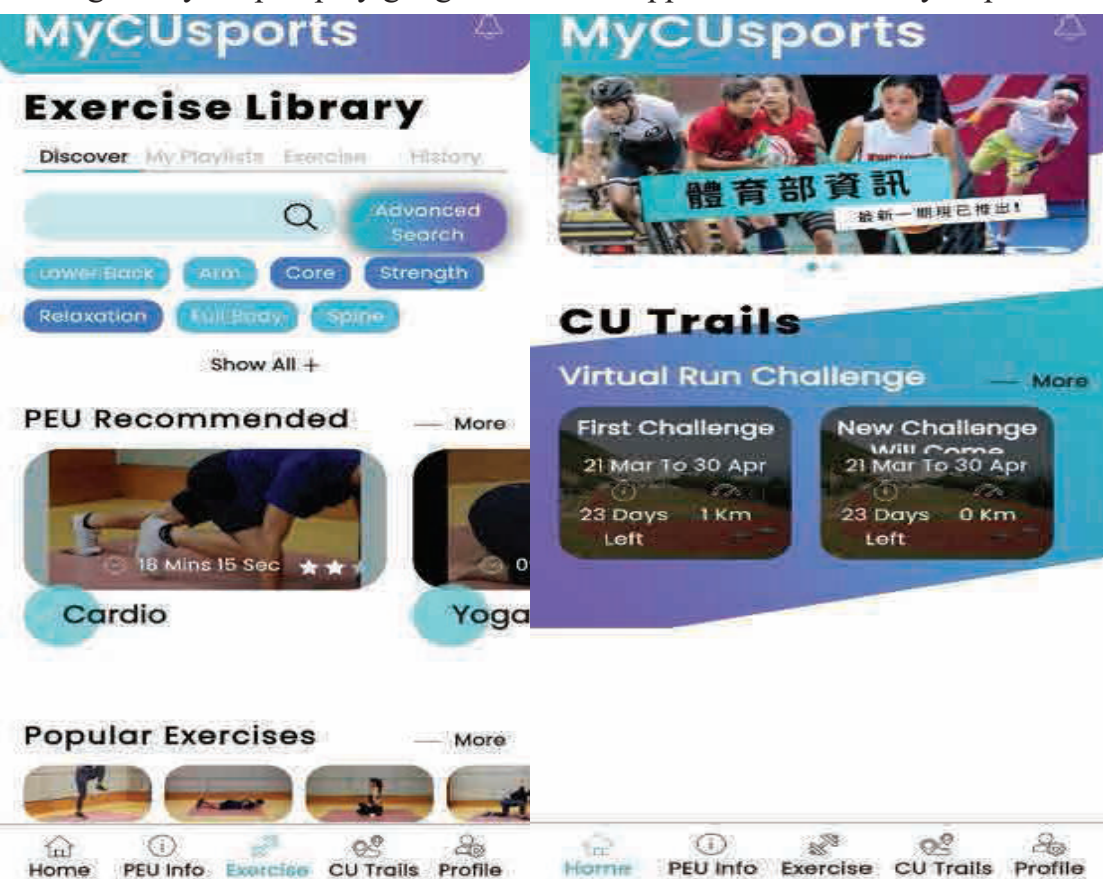 MyCUsports
Exercise Library
Discover My Playlists Exercise History
Advanced
Search
Lower Back Arm Core Strength
Relaxation Full Body Spine
Show All +
PEU Recommended — More
18 Mins 15 Sec
Cardio Yoga
Popular Exercises — More
Home PEU Info Exercise CU Trails Profile
MyCUsports
體育部資訊
最新一期現已推出!
CU Trails
Virtual Run Challenge — More
First Challenge
21 Mar To 30 Apr
23 Days 1 Km
Left
New Challenge
Will Come
21 Mar To 30 Apr
23 Days 0 Km
Left
Home PEU Info Exercise CU Trails Profile